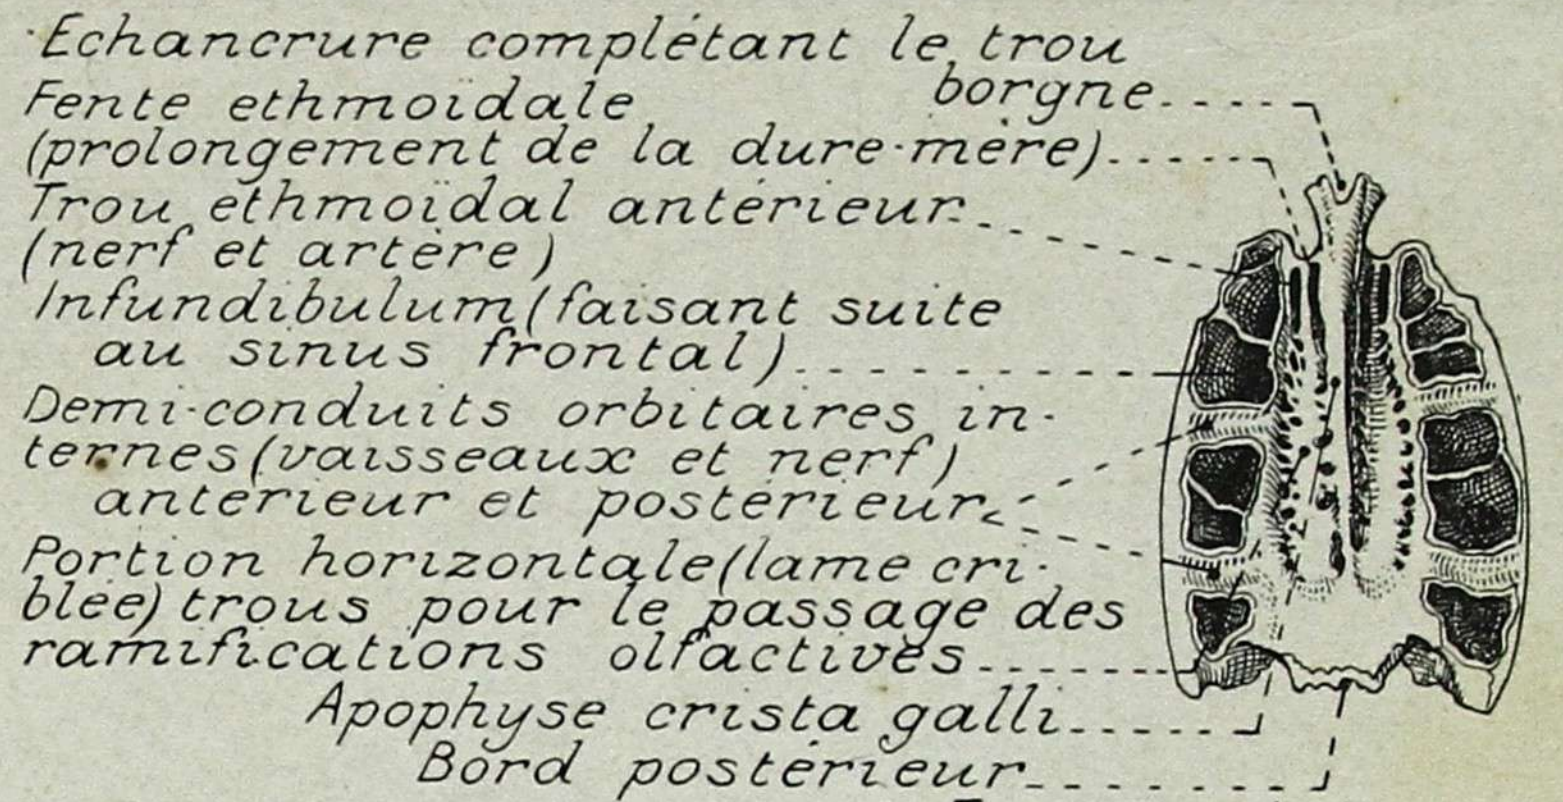 Echancrure complétant le trou
borgne
Fente ethmoïdale
(prolongement de la dure-mère)
Trou ethmoïdal antérieur
(nerf et artère)
Infundibulum (faisant suite
au sinus frontal)
Demi-conduits orbitaires in-
ternes (vaisseaux et nerf)
antérieur et postérieur
Portion horizontale (lame cri-
blée) trous pour le passage des
ramifications olfactives
Apophyse crista galli
Bord postérieur